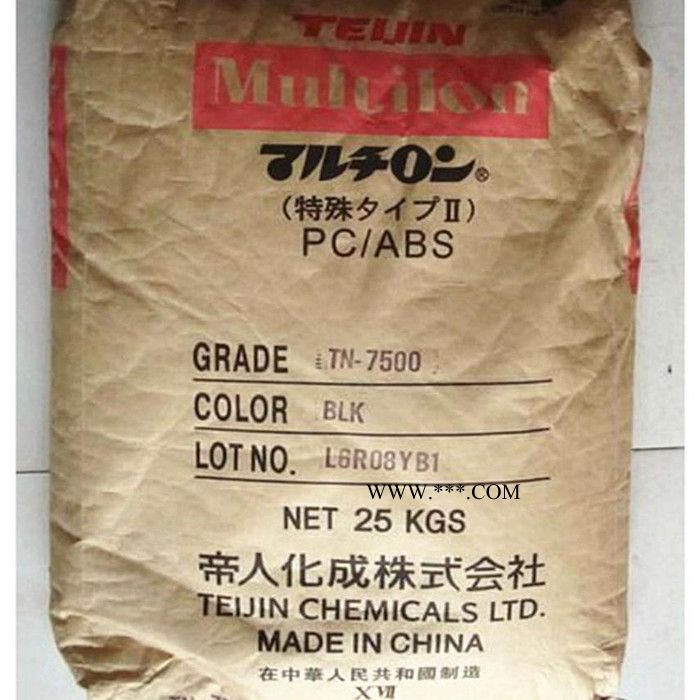 TEIJIN
Multilon
マルチロン®
(特殊タイプⅡ)
PC/ABS
GRADE TN-7500
COLOR BLK
LOT NO. L6R08YB1
WWW.***.COM
NET 25 KGS
帝人化成株式会社
TEIJIN CHEMICALS LTD.
MADE IN CHINA
在中華人民共和國制造
XVII